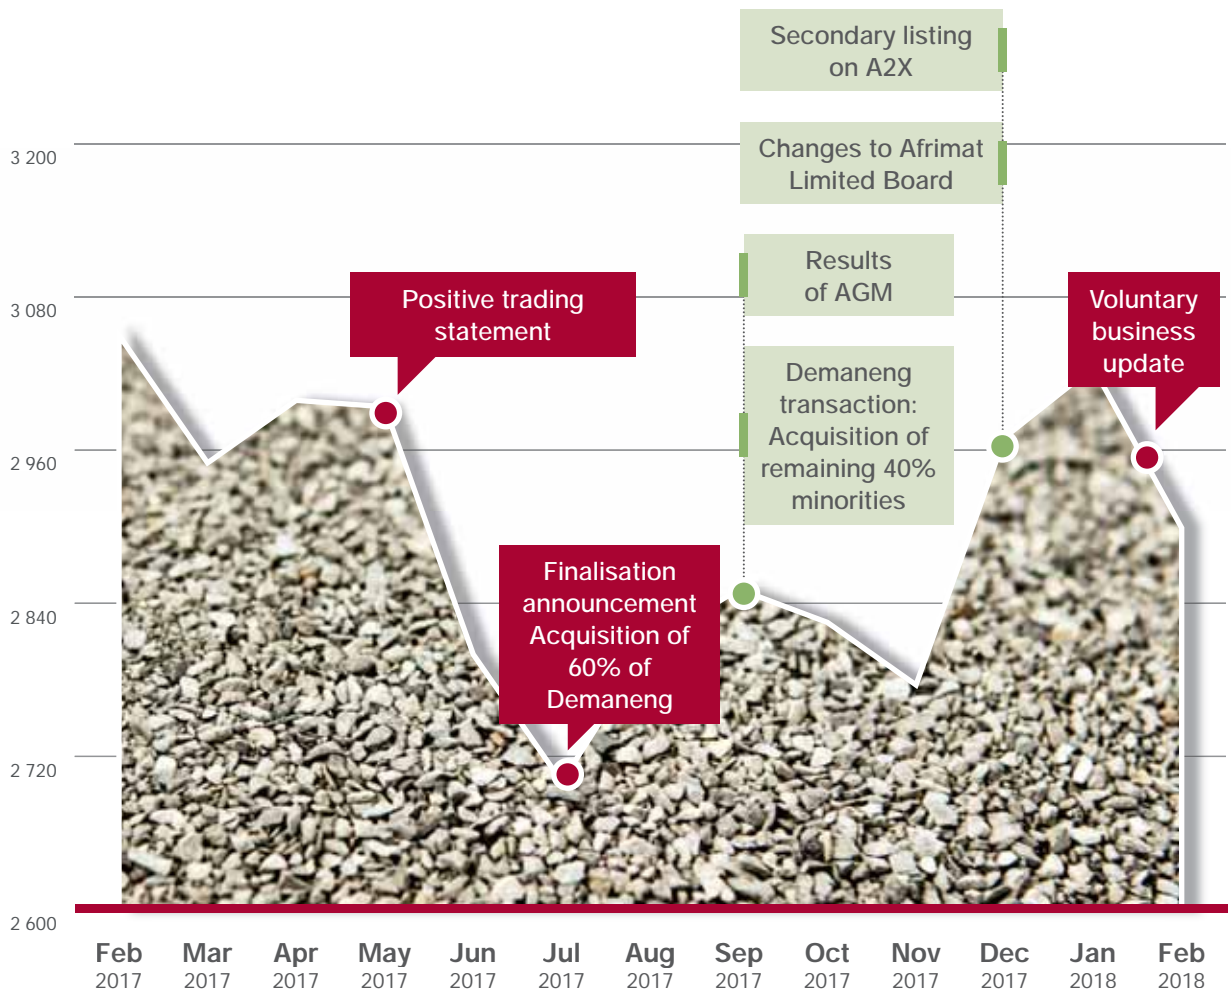 Secondary listing
on A2X
3 200
Changes to Afrimat
Limited Board
Results
of AGM
3 080
Positive trading
statement
Voluntary
business
update
Demaneng
transaction:
Acquisition of
remaining 40%
minorities
2 960
Finalisation
announcement
Acquisition of
60% of
Demaneng
2 840
2 720
2 600
Feb Mar Apr May Jun Jul Aug Sep Oct Nov Dec Jan Feb
2017 2017 2017 2017 2017 2017 2017 2017 2017 2017 2017 2018 2018